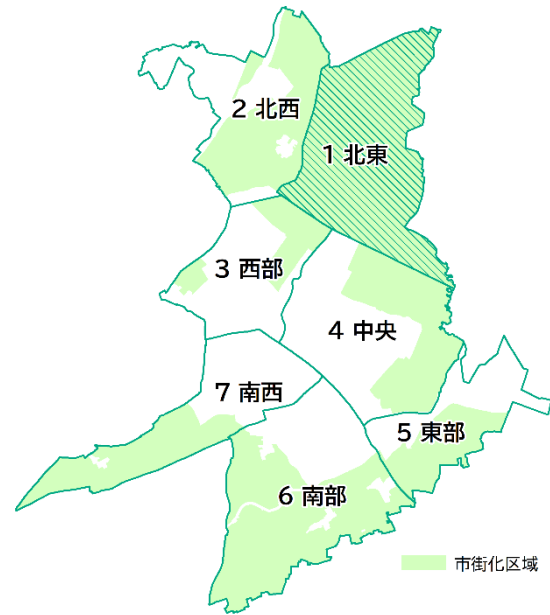 2 北西
1 北東
3 西部
4 中央
7 南西
5 東部
6 南部
市街化区域